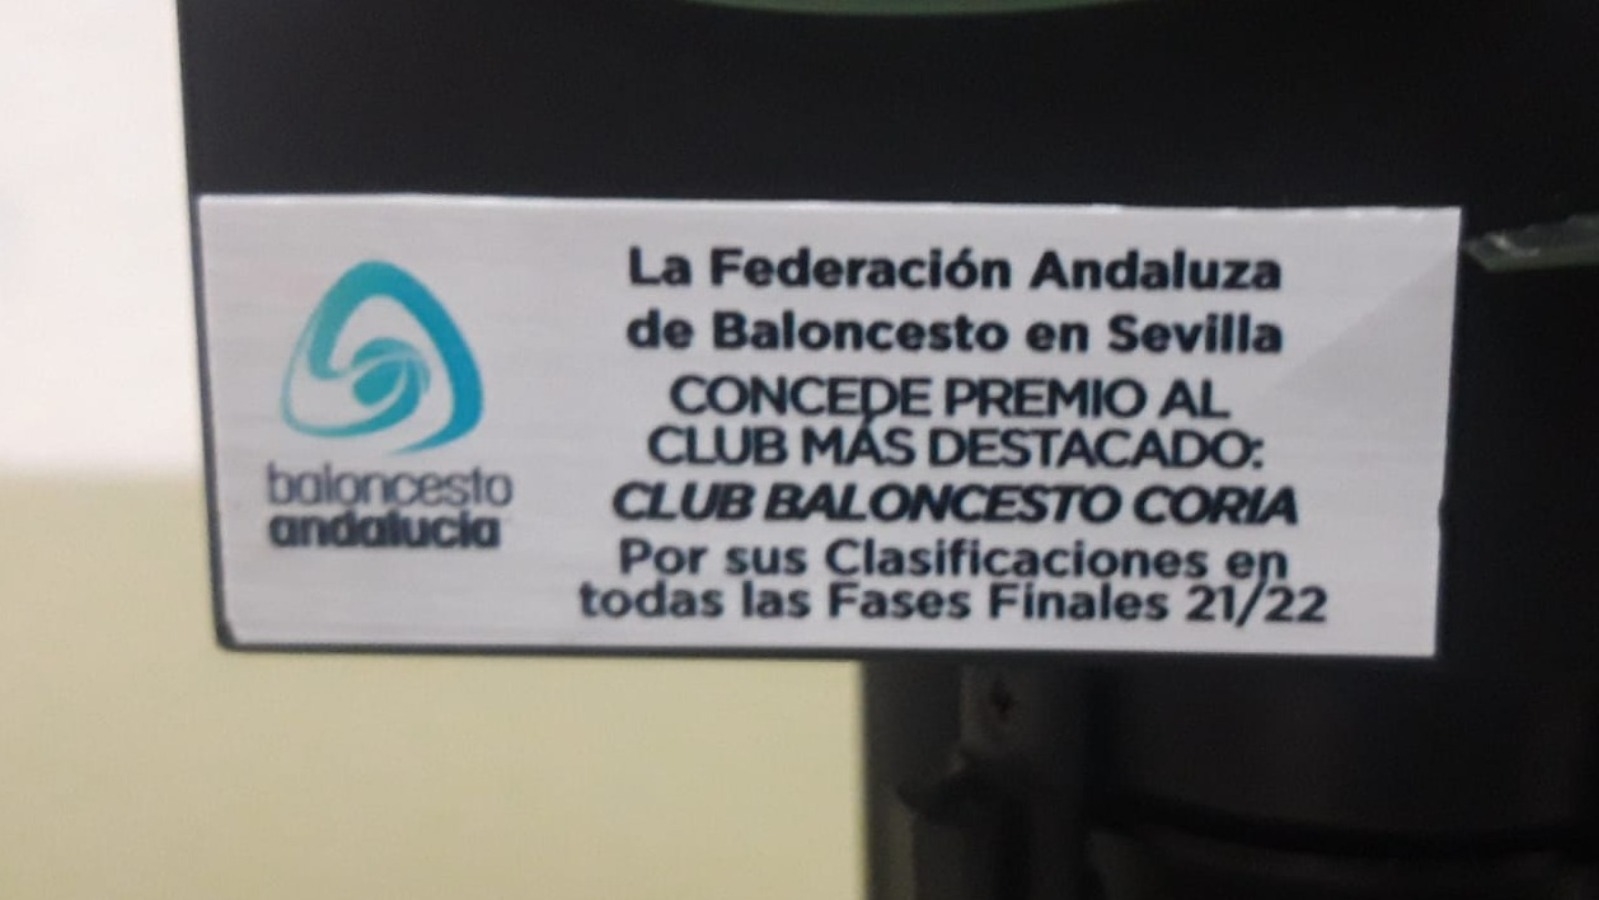 La Federación Andaluza
de Baloncesto en Sevilla
CONCEDE PREMIO AL
CLUB MÁS DESTACADO:
CLUB BALONCESTO CORIA
Por sus Clasificaciones en
todas las Fases Finales 21/22
baloncesto
andalucía